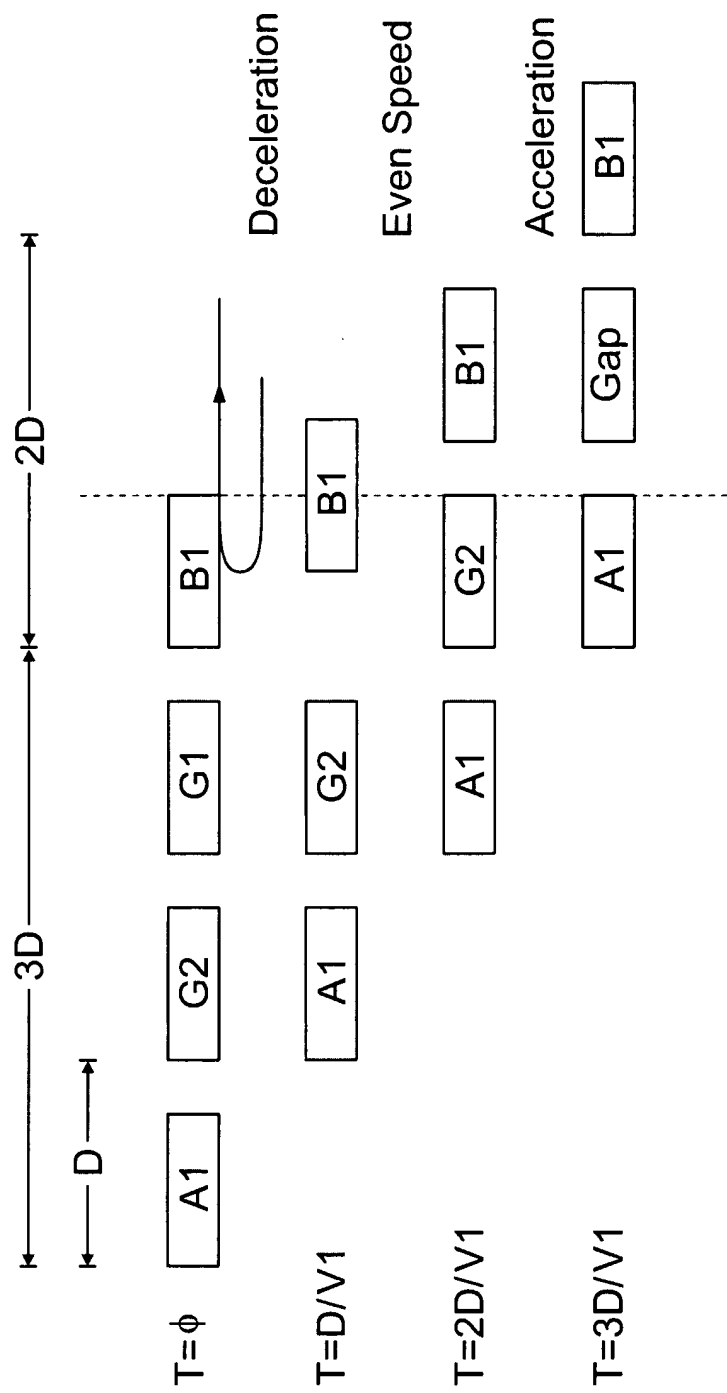 3D
2D
D
T=ϕ
A1
G2
G1
B1
Deceleration
T=D/V1
A1
G2
B1
Even Speed
T=2D/V1
A1
G2
B1
Acceleration
T=3D/V1
A1
Gap
B1